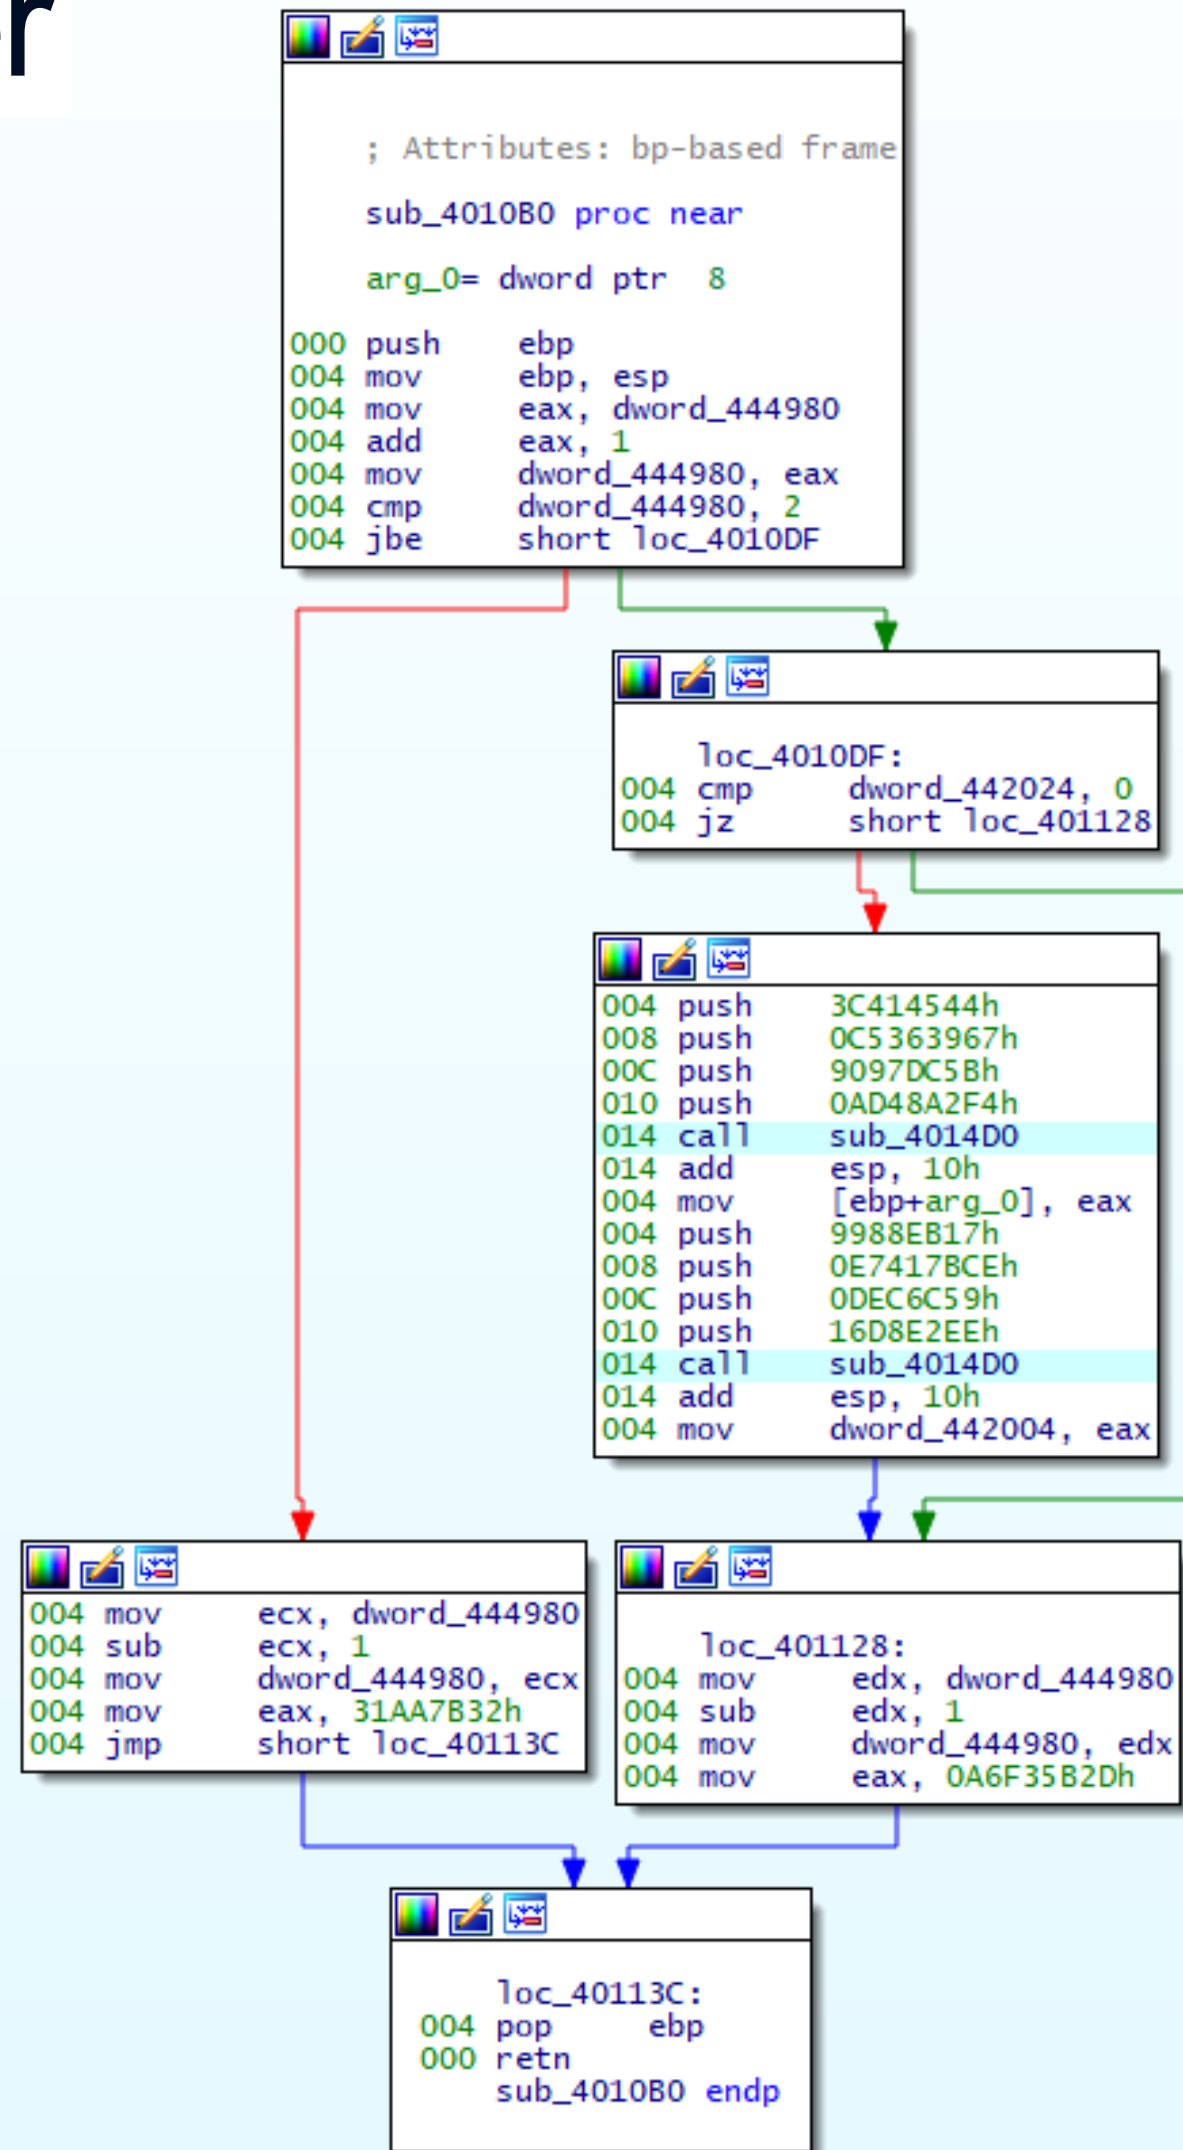 er
; Attributes: bp-based frame
sub_4010B0 proc near
arg_0= dword ptr  8
000 push    ebp
004 mov     ebp, esp
004 mov     eax, dword_444980
004 add     eax, 1
004 mov     dword_444980, eax
004 cmp     dword_444980, 2
004 jbe     short loc_4010DF
loc_4010DF:
004 cmp     dword_442024, 0
004 jz      short loc_401128
004 push    3C414544h
008 push    0C5363967h
00C push    9097DC5Bh
010 push    0AD48A2F4h
014 call    sub_4014D0
014 add     esp, 10h
004 mov     [ebp+arg_0], eax
004 push    9988EB17h
008 push    0E7417BCEh
00C push    0DEC6C59h
010 push    16D8E2EEh
014 call    sub_4014D0
014 add     esp, 10h
004 mov     dword_442004, eax
004 mov     ecx, dword_444980
004 sub     ecx, 1
004 mov     dword_444980, ecx
004 mov     eax, 31AA7B32h
004 jmp     short loc_40113C
loc_401128:
004 mov     edx, dword_444980
004 sub     edx, 1
004 mov     dword_444980, edx
004 mov     eax, 0A6F35B2Dh
loc_40113C:
004 pop     ebp
000 retn
sub_4010B0 endp